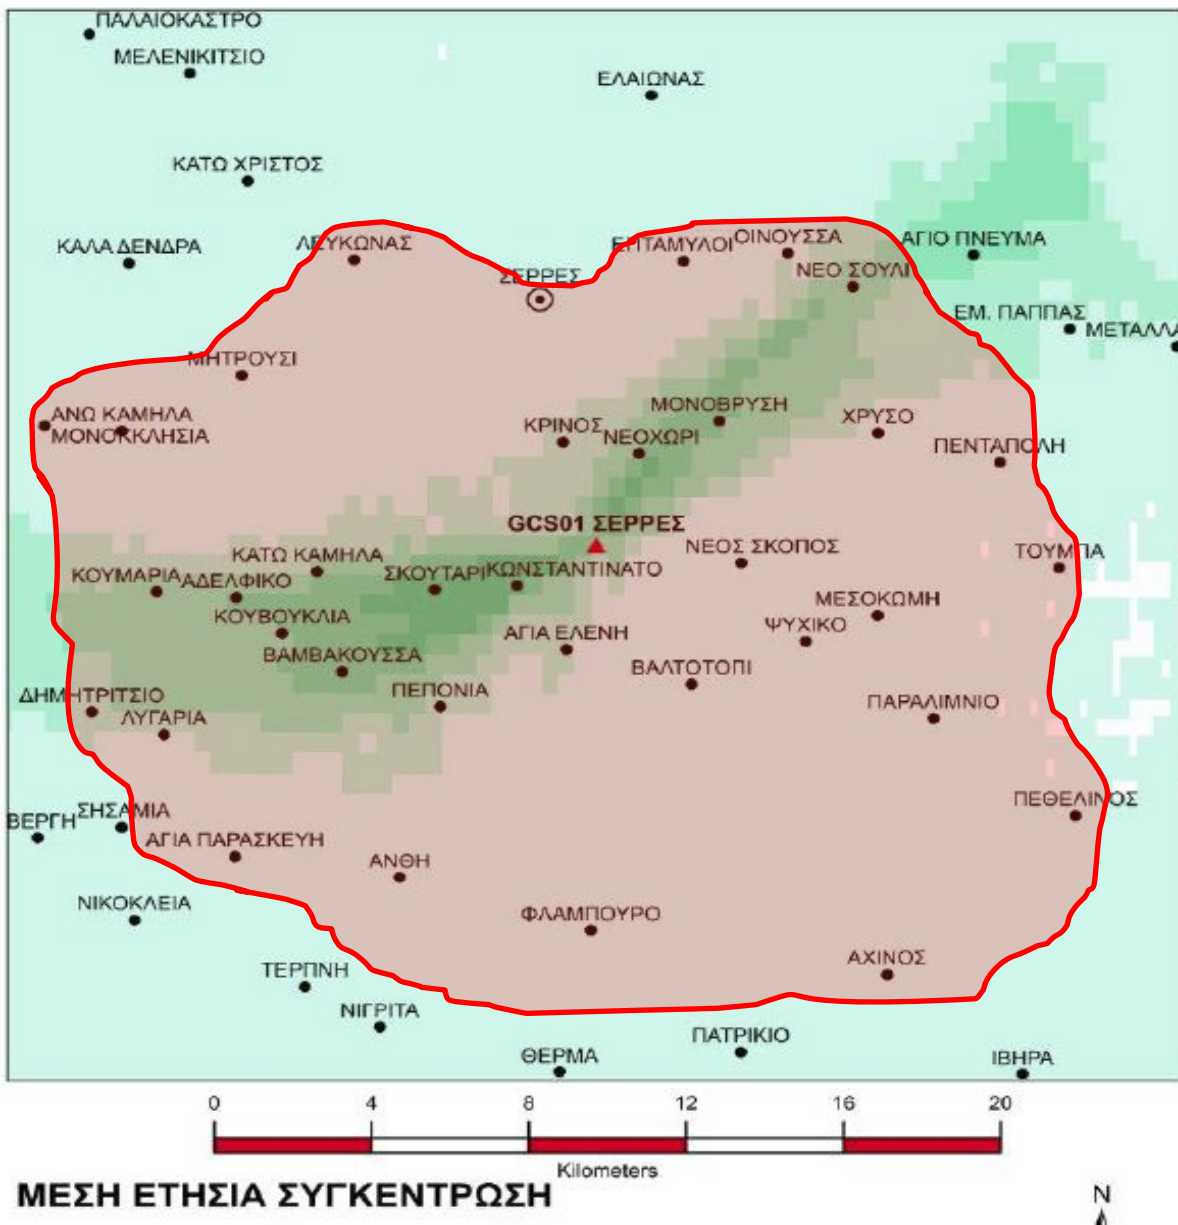 ΠΑΛΑΙΟΚΑΣΤΡΟ
ΜΕΛΕΝΙΚΙΤΣΙΟ
ΕΛΑΙΩΝΑΣ
ΚΑΤΩ ΧΡΙΣΤΟΣ
ΚΑΛΑ ΔΕΝΔΡΑ
ΛΕΥΚΩΝΑΣ
ΕΠΤΑΜΥΛΟΙ
ΟΙΝΟΥΣΣΑ
ΑΓΙΟ ΠΝΕΥΜΑ
ΣΕΡΡΕΣ
ΝΕΟ ΣΟΥΛΙ
ΕΜ. ΠΑΠΠΑΣ
ΜΕΤΑΛΛΑ
ΜΗΤΡΟΥΣΙ
ΑΝΩ ΚΑΜΗΛΑ
ΜΟΝΟΚΚΛΗΣΙΑ
ΚΡΙΝΟΣ
ΝΕΟΧΩΡΙ
ΜΟΝΟΒΡΥΣΗ
ΧΡΥΣΟ
ΠΕΝΤΑΠΟΛΗ
GCS01 ΣΕΡΡΕΣ
ΚΑΤΩ ΚΑΜΗΛΑ
ΝΕΟΣ ΣΚΟΠΟΣ
ΤΟΥΜΠΑ
ΚΟΥΜΑΡΙΑ
ΑΔΕΛΦΙΚΟ
ΣΚΟΥΤΑΡΙ
ΚΩΝΣΤΑΝΤΙΝΑΤΟ
ΜΕΣΟΚΩΜΗ
ΚΟΥΒΟΥΚΛΙΑ
ΑΓΙΑ ΕΛΕΝΗ
ΨΥΧΙΚΟ
ΒΑΜΒΑΚΟΥΣΣΑ
ΒΑΛΤΟΤΟΠΙ
ΔΗΜΗΤΡΙΤΣΙΟ
ΠΕΠΟΝΙΑ
ΠΑΡΑΛΙΜΝΙΟ
ΛΥΓΑΡΙΑ
ΠΕΘΕΛΙΝΟΣ
ΒΕΡΓΗ
ΣΗΣΑΜΙΑ
ΑΓΙΑ ΠΑΡΑΣΚΕΥΗ
ΑΝΘΗ
ΝΙΚΟΚΛΕΙΑ
ΦΛΑΜΠΟΥΡΟ
ΤΕΡΠΝΗ
ΑΧΙΝΟΣ
ΝΙΓΡΙΤΑ
ΠΑΤΡΙΚΙΟ
ΘΕΡΜΑ
ΙΒΗΡΑ
0 4 8 12 16 20
Kilometers
ΜΕΣΗ ΕΤΗΣΙΑ ΣΥΓΚΕΝΤΡΩΣΗ
N